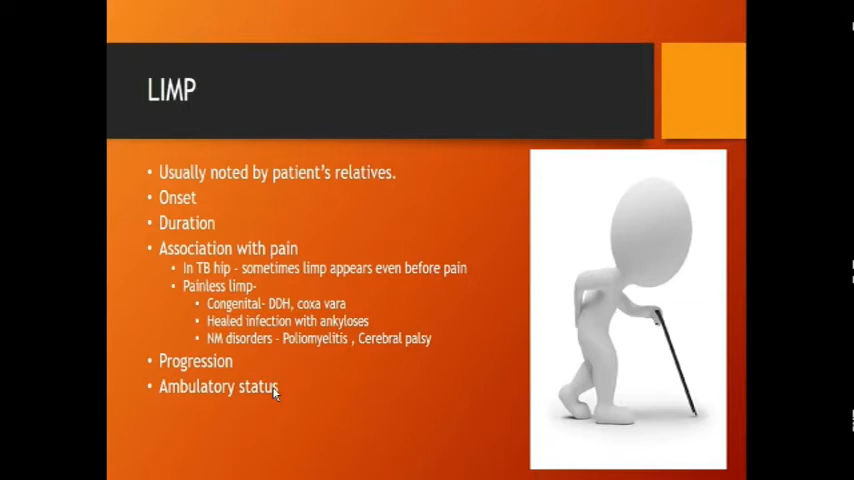 LIMP
• Usually noted by patient's relatives.
• Onset
• Duration
• Association with pain
• In TB hip - sometimes limp appears even before pain
• Painless limp-
• Congenital- DDH, coxa vara
• Healed infection with ankyloses
• NM disorders - Poliomyelitis , Cerebral palsy
• Progression
• Ambulatory status